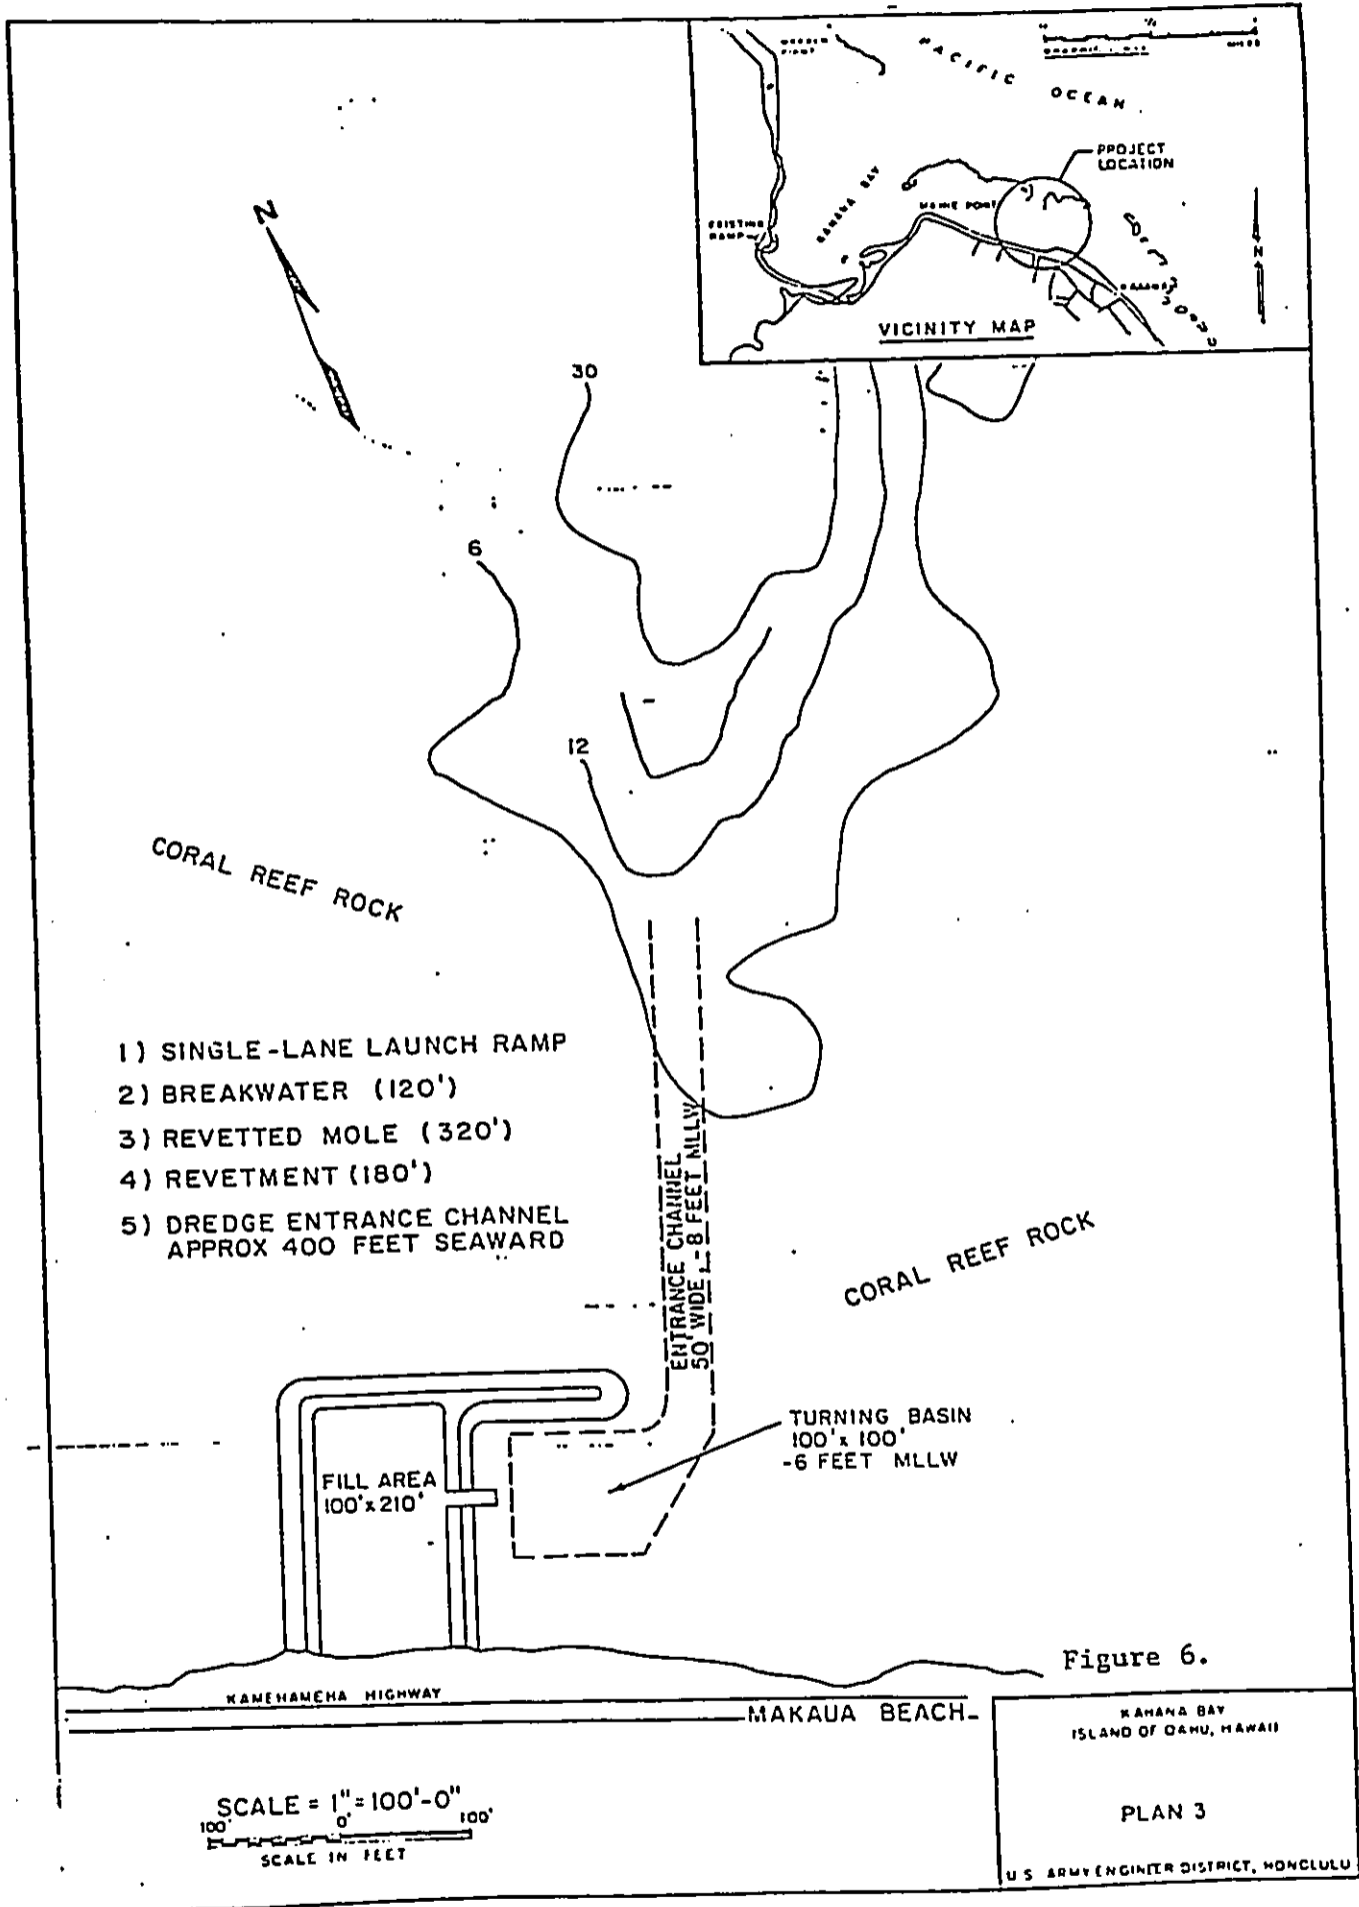 PACIFIC OCEAN
PROJECT
LOCATION
EXISTING
RAMP
KAHANA BAY
N
VICINITY MAP
N
30
6
12
CORAL REEF ROCK
1) SINGLE-LANE LAUNCH RAMP
2) BREAKWATER (120')
3) REVETTED MOLE (320')
4) REVETMENT (180')
5) DREDGE ENTRANCE CHANNEL
APPROX 400 FEET SEAWARD
ENTRANCE CHANNEL
50' WIDE, -8 FEET MLLW
CORAL REEF ROCK
TURNING BASIN
100' x 100'
-6 FEET MLLW
FILL AREA
100' x 210'
Figure 6.
KAMEHAMEHA HIGHWAY
MAKAUA BEACH
KAHANA BAY
ISLAND OF OAHU, HAWAII
PLAN 3
U S ARMY ENGINEER DISTRICT, HONOLULU
SCALE = 1" = 100'-0"
100' 0' 100'
SCALE IN FEET